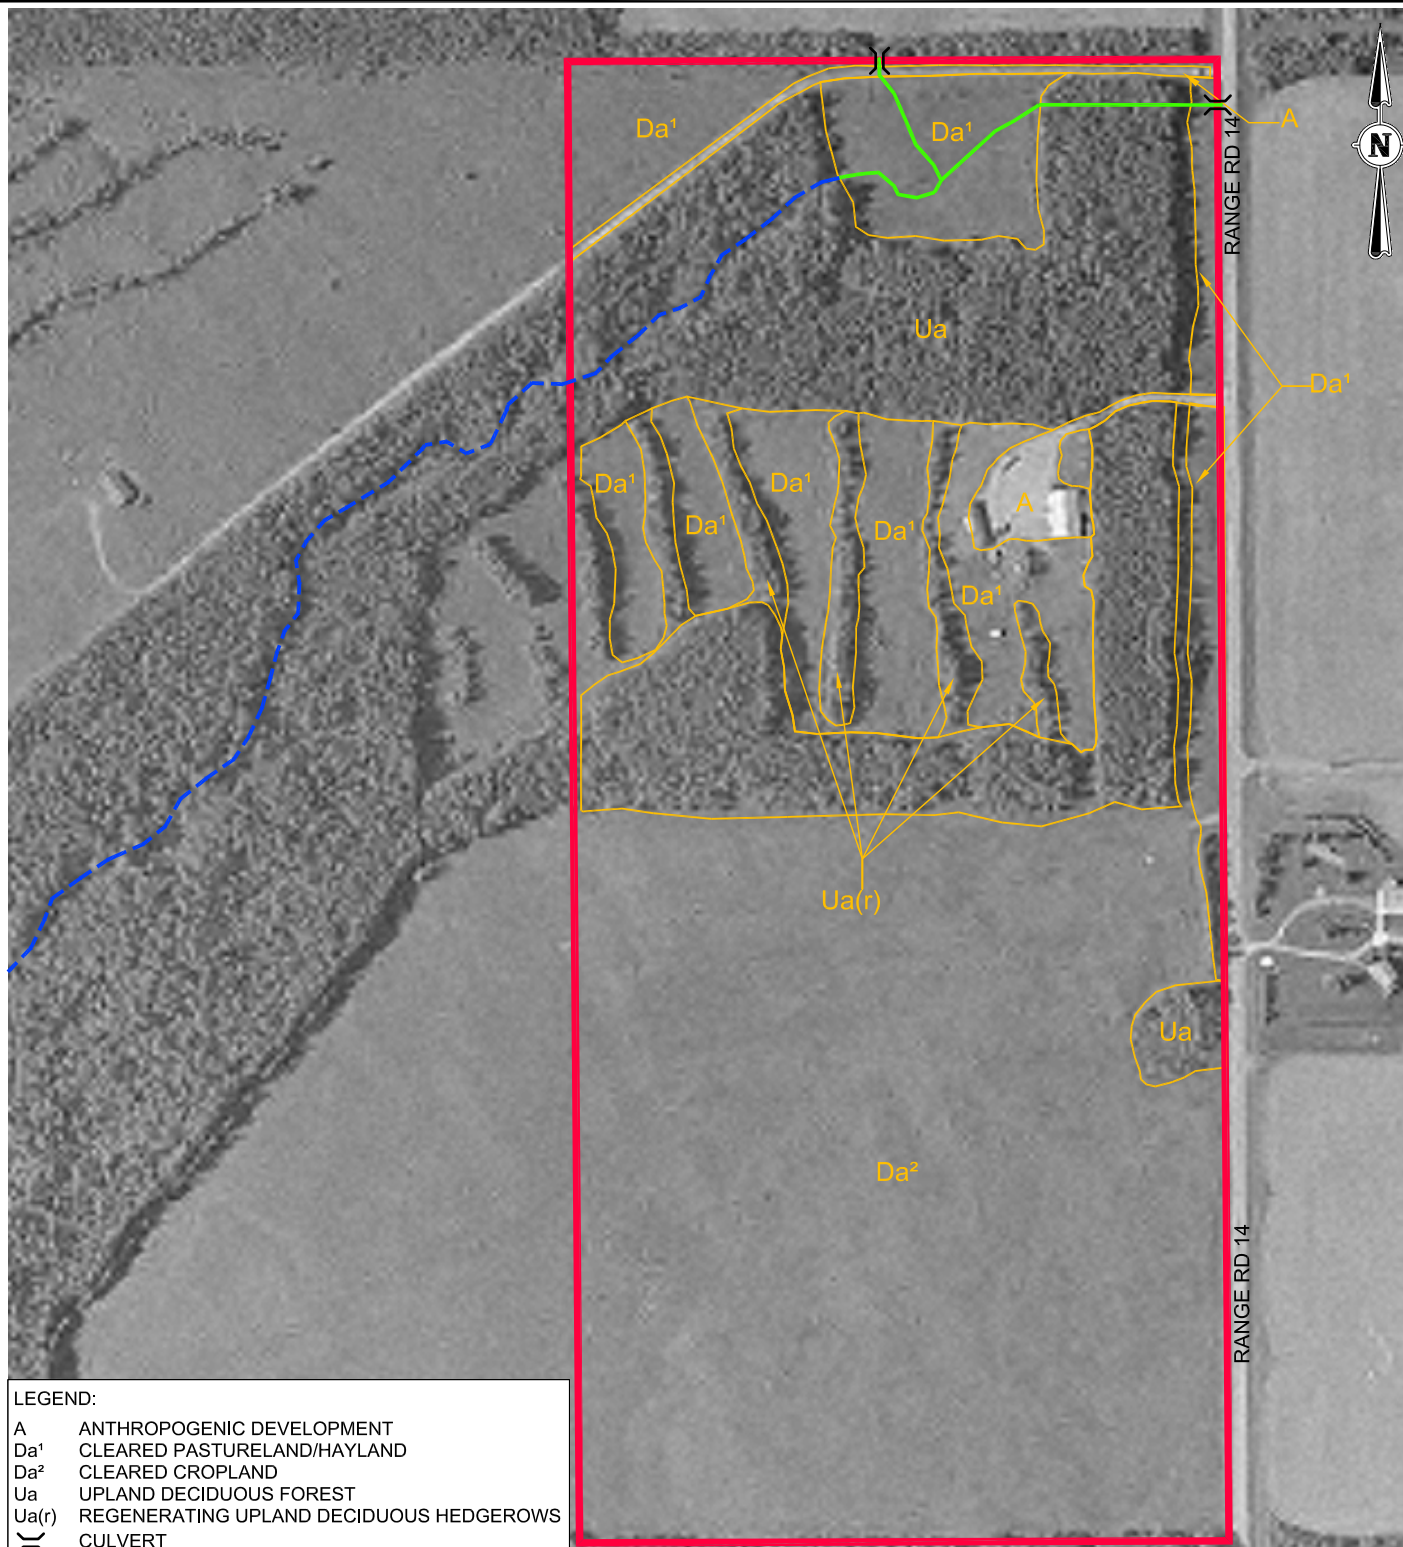 Da¹
Da¹
A
N
RANGE RD 14
Ua
Da¹
Da¹
Da¹
A
Da¹
Da¹
Da¹
Ua(r)
Ua
Da²
RANGE RD 14
LEGEND:
A ANTHROPOGENIC DEVELOPMENT
Da¹ CLEARED PASTURELAND/HAYLAND
Da² CLEARED CROPLAND
Ua UPLAND DECIDUOUS FOREST
Ua(r) REGENERATING UPLAND DECIDUOUS HEDGEROWS
CULVERT